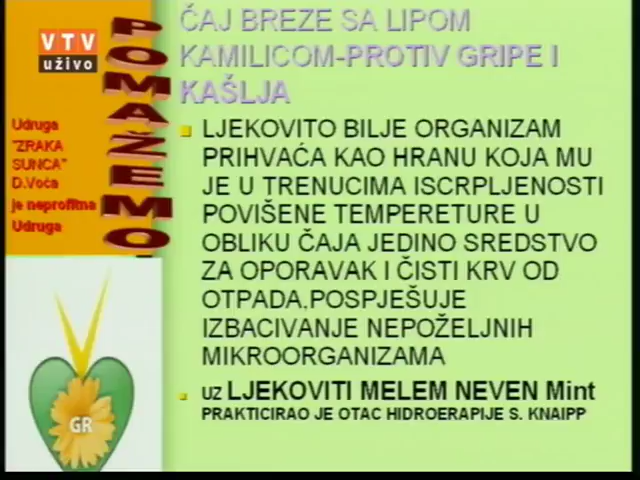 VTV
uživo
POMAŽEMO!
Udruga
"ZRAKA
SUNCA"
D.Voća
je neprofitna
Udruga
GR
ČAJ BREZE SA LIPOM
KAMILICOM-PROTIV GRIPE I
KAŠLJA
LJEKOVITO BILJE ORGANIZAM
PRIHVAĆA KAO HRANU KOJA MU
JE U TRENUCIMA ISCRPLJENOSTI
POVIŠENE TEMPERETURE U
OBLIKU ČAJA JEDINO SREDSTVO
ZA OPORAVAK I ČISTI KRV OD
OTPADA,POSPJEŠUJE
IZBACIVANJE NEPOŽELJNIH
MIKROORGANIZAMA
UZ LJEKOVITI MELEM NEVEN Mint
PRAKTICIRAO JE OTAC HIDROERAPIJE S. KNAIPP